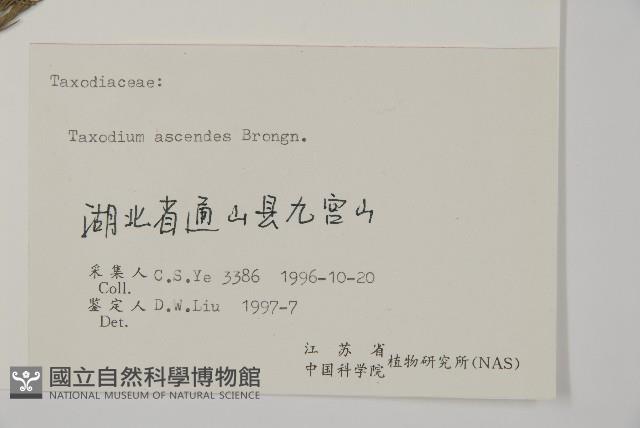 Taxodiaceae:
Taxodium ascendes Brongn.
湖北省通山县九宫山
采集人 C.S.Ye 3386 1996-10-20
Coll.
鉴定人 D.W.Liu 1997-7
Det.
江苏省
中国科学院 植物研究所(NAS)
國立自然科學博物館
NATIONAL MUSEUM OF NATURAL SCIENCE